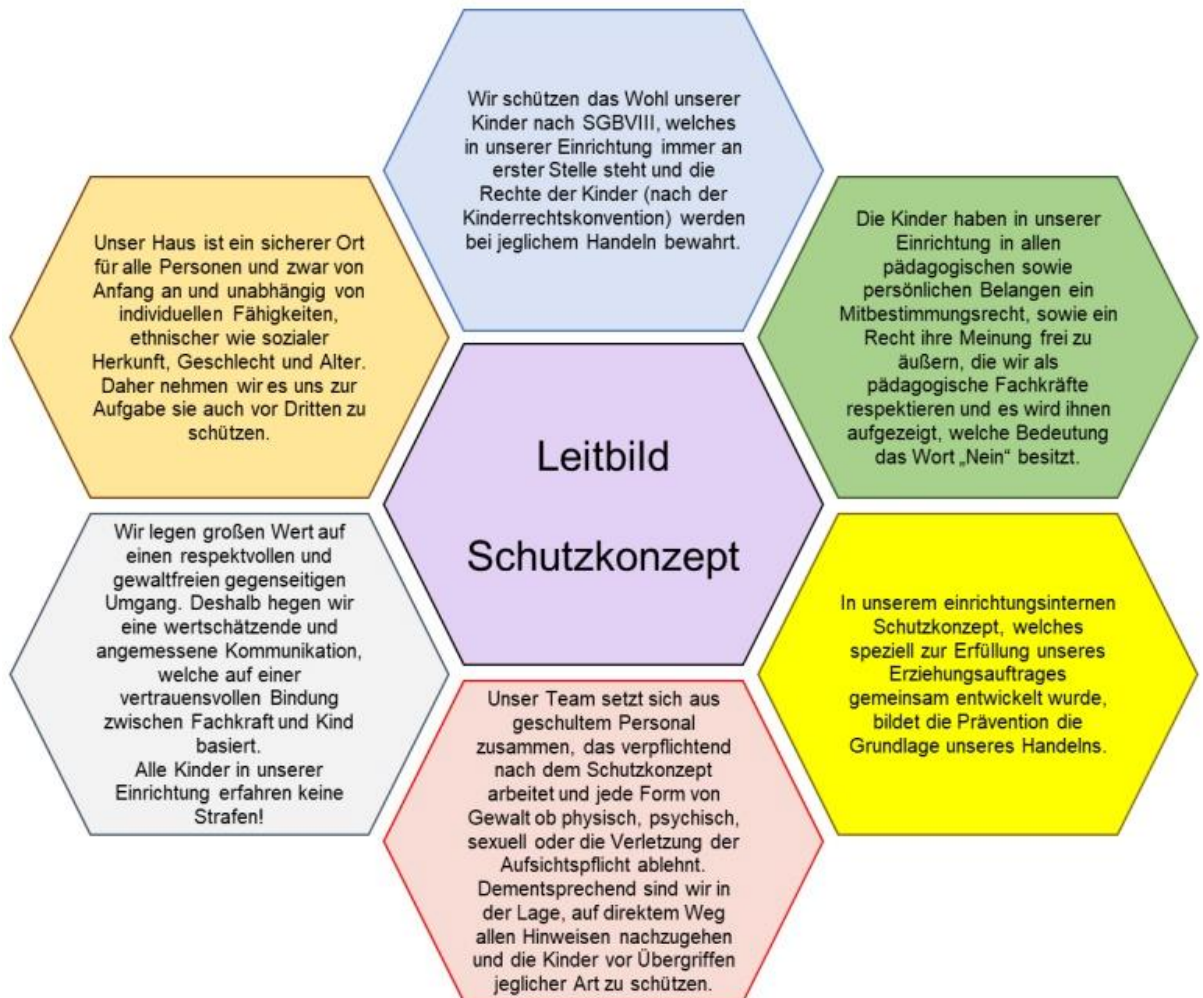 Wir schützen das Wohl unserer
Kinder nach SGBVIII, welches
in unserer Einrichtung immer an
erster Stelle steht und die
Rechte der Kinder (nach der
Kinderrechtskonvention) werden
bei jeglichem Handeln bewahrt.
Unser Haus ist ein sicherer Ort
für alle Personen und zwar von
Anfang an und unabhängig von
individuellen Fähigkeiten,
ethnischer wie sozialer
Herkunft, Geschlecht und Alter.
Daher nehmen wir es uns zur
Aufgabe sie auch vor Dritten zu
schützen.
Die Kinder haben in unserer
Einrichtung in allen
pädagogischen sowie
persönlichen Belangen ein
Mitbestimmungsrecht, sowie ein
Recht ihre Meinung frei zu
äußern, die wir als
pädagogische Fachkräfte
respektieren und es wird ihnen
aufgezeigt, welche Bedeutung
das Wort „Nein“ besitzt.
Leitbild
Schutzkonzept
Wir legen großen Wert auf
einen respektvollen und
gewaltfreien gegenseitigen
Umgang. Deshalb hegen wir
eine wertschätzende und
angemessene Kommunikation,
welche auf einer
vertrauensvollen Bindung
zwischen Fachkraft und Kind
basiert.
Alle Kinder in unserer
Einrichtung erfahren keine
Strafen!
In unserem einrichtungsinternen
Schutzkonzept, welches
speziell zur Erfüllung unseres
Erziehungsauftrages
gemeinsam entwickelt wurde,
bildet die Prävention die
Grundlage unseres Handelns.
Unser Team setzt sich aus
geschultem Personal
zusammen, das verpflichtend
nach dem Schutzkonzept
arbeitet und jede Form von
Gewalt ob physisch, psychisch,
sexuell oder die Verletzung der
Aufsichtspflicht ablehnt.
Dementsprechend sind wir in
der Lage, auf direktem Weg
allen Hinweisen nachzugehen
und die Kinder vor Übergriffen
jeglicher Art zu schützen.